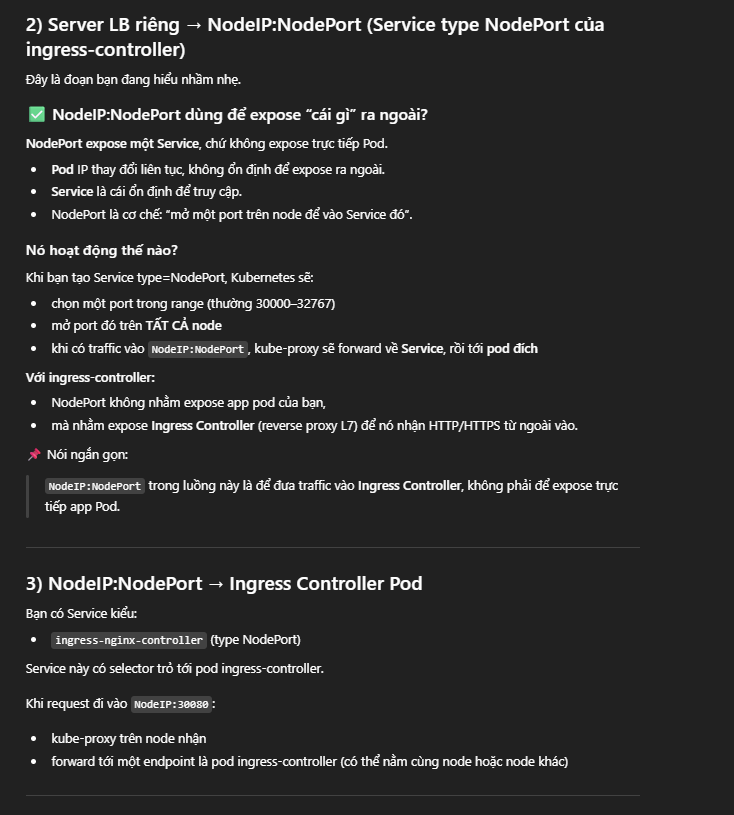 2) Server LB riêng → NodeIP:NodePort (Service type NodePort của
ingress-controller)
Đây là đoạn bạn đang hiểu nhầm nhẹ.
✅ NodeIP:NodePort dùng để expose “cái gì” ra ngoài?
NodePort expose một Service, chứ không expose trực tiếp Pod.
• Pod IP thay đổi liên tục, không ổn định để expose ra ngoài.
• Service là cái ổn định để truy cập.
• NodePort là cơ chế: “mở một port trên node để vào Service đó”.
Nó hoạt động thế nào?
Khi bạn tạo Service type=NodePort, Kubernetes sẽ:
• chọn một port trong range (thường 30000–32767)
• mở port đó trên TẤT CẢ node
• khi có traffic vào NodeIP:NodePort, kube-proxy sẽ forward về Service, rồi tới pod đích
Với ingress-controller:
• NodePort không nhằm expose app pod của bạn,
• mà nhằm expose Ingress Controller (reverse proxy L7) để nó nhận HTTP/HTTPS từ ngoài vào.
📌 Nói ngắn gọn:
NodeIP:NodePort trong luồng này là để đưa traffic vào Ingress Controller, không phải để expose trực
tiếp app Pod.
3) NodeIP:NodePort → Ingress Controller Pod
Bạn có Service kiểu:
• ingress-nginx-controller (type NodePort)
Service này có selector trỏ tới pod ingress-controller.
Khi request đi vào NodeIP:30080:
• kube-proxy trên node nhận
• forward tới một endpoint là pod ingress-controller (có thể nằm cùng node hoặc node khác)